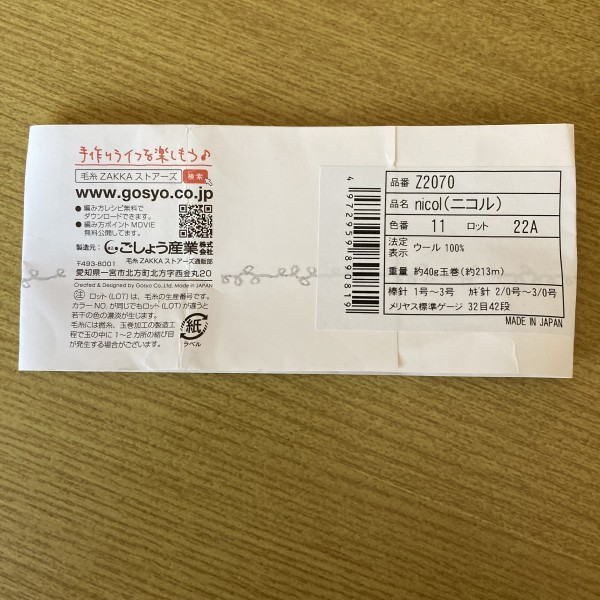 手作りライフを楽しもう♪
毛糸 ZAKKA ストアーズ 検索
www.gosyo.co.jp
● 編み方レシピ無料で
ダウンロードできます。
● 編み方ポイント MOVIE
無料公開してます。
製造元: ごしょう産業株式会社
毛糸 ZAKKA ストアーズ通販部
〒493-8001
愛知県一宮市北方町北方字西金丸20
Created & Designed by Gosyo Co.,Ltd. Made in JAPAN
注 ロット(LOT)は、毛糸の生産番号です。
カラーNO.が同じでもロット(LOT)が違うと
若干の色の濃淡が生じます。
毛糸には撚糸、玉巻加工の製造工
程で玉の中に1〜2カ所の結び目
が発生する場合がございます。
紙
ラベル
4972959189081９
品番 Z2070
品名 nicol(ニコル)
色番 11 ロット 22A
法定表示 ウール 100%
重量 約40g玉巻(約213m)
棒針 1号〜3号 カギ針 2/0号〜3/0号
メリヤス標準ゲージ 32目42段
MADE IN JAPAN